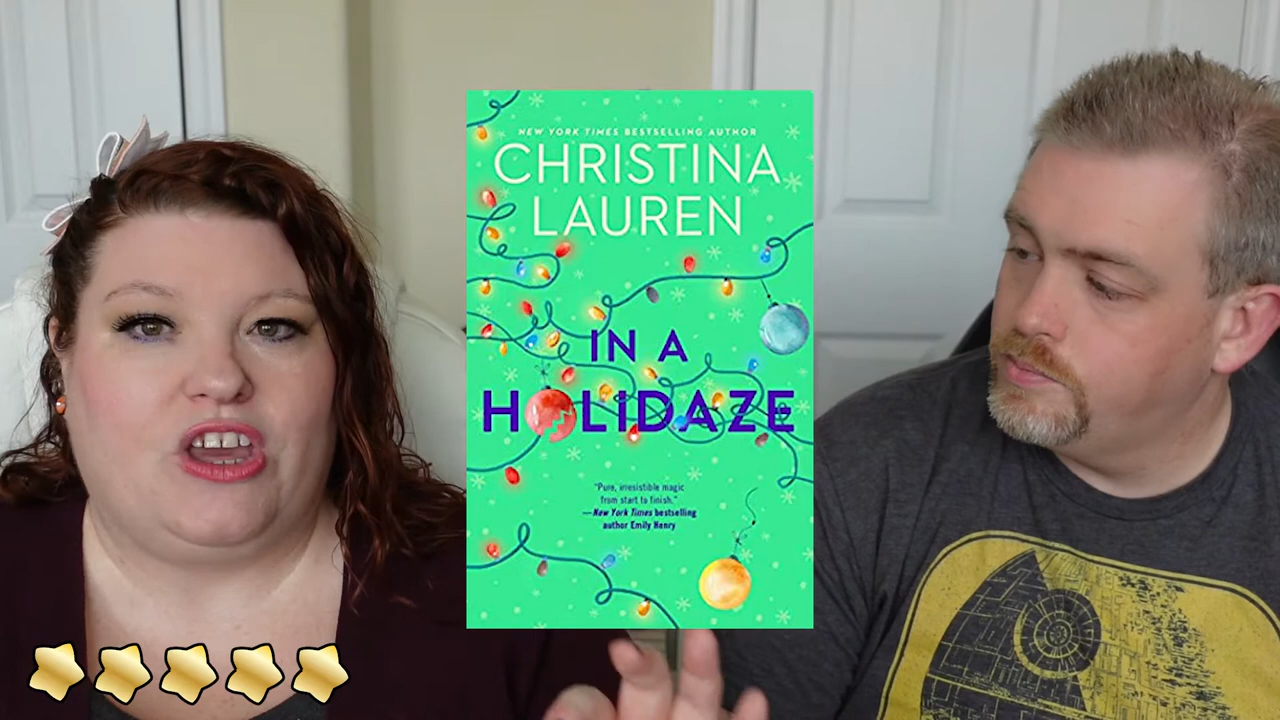 NEW YORK TIMES BESTSELLING AUTHOR
CHRISTINA
LAUREN
IN A
HOLIDAZE
"Pure, irresistible magic
from start to finish."
—New York Times bestselling
author Emily Henry